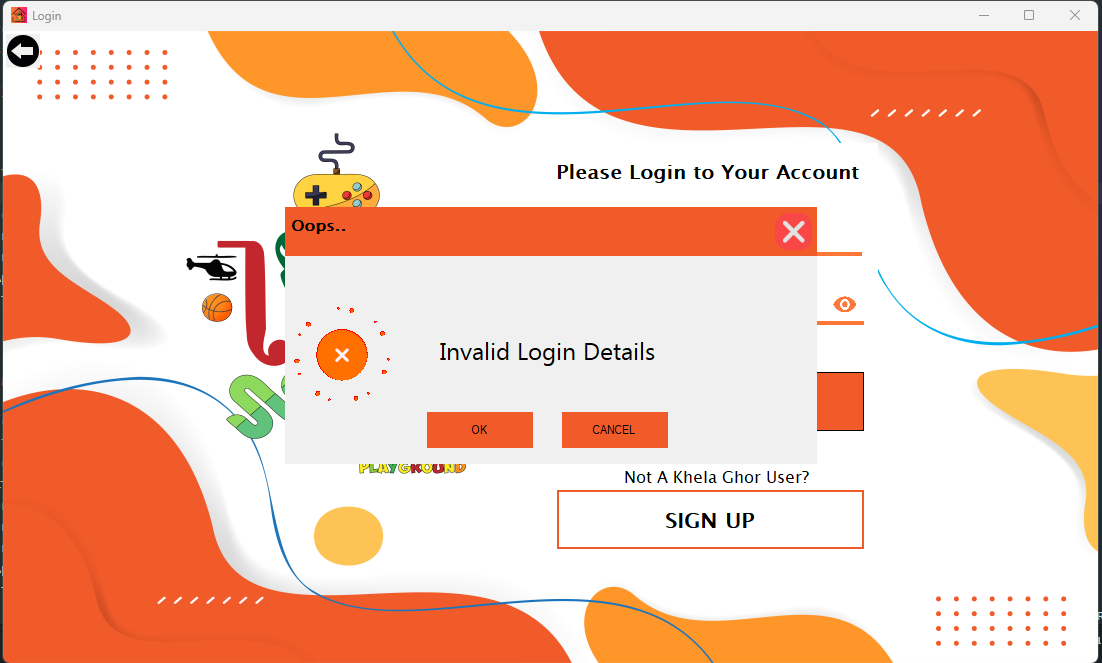 Login
Please Login to Your Account
Oops..
Invalid Login Details
OK
CANCEL
PLAYGROUND
Not A Khela Ghor User?
SIGN UP